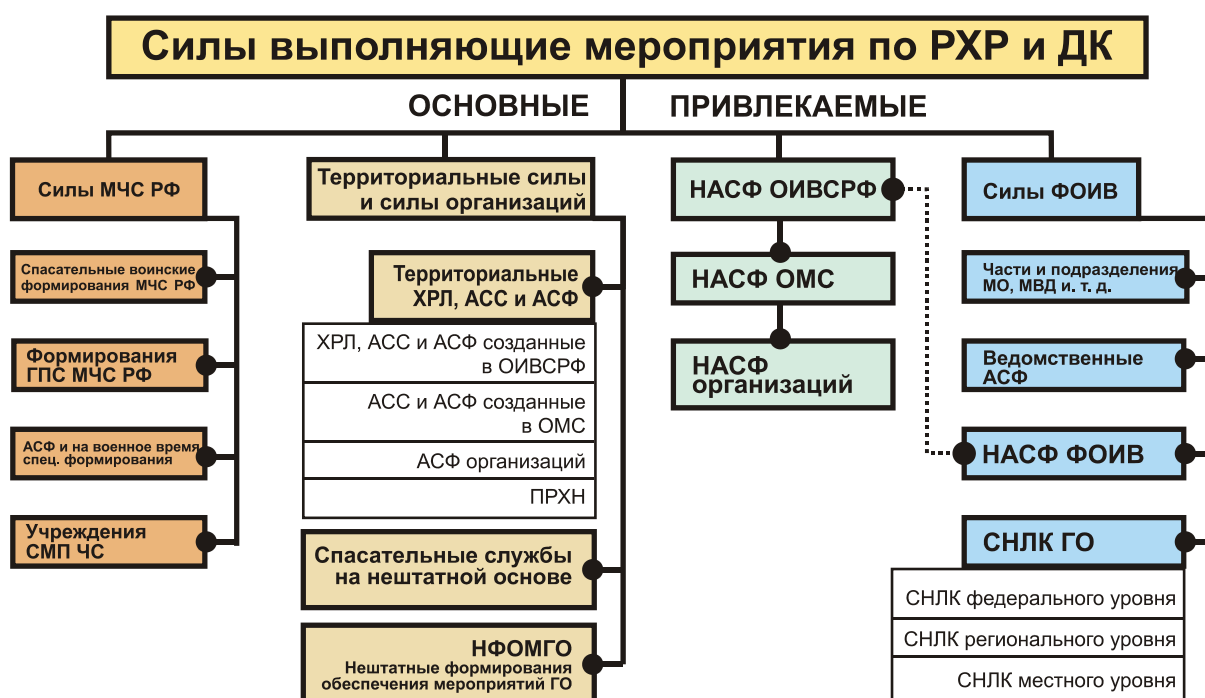 Силы выполняющие мероприятия по РХР и ДК
ОСНОВНЫЕ
ПРИВЛЕКАЕМЫЕ
Силы МЧС РФ
Спасательные воинские
формирования МЧС РФ
Формирования
ГПС МЧС РФ
АСФ и на военное время
спец. формирования
Учреждения
СМП ЧС
Территориальные силы
и силы организаций
Территориальные
ХРЛ, АСС и АСФ
ХРЛ, АСС и АСФ созданные
в ОИВСРФ
АСС и АСФ созданные
в ОМС
АСФ организаций
ПРХН
Спасательные службы
на нештатной основе
НФОМГО
Нештатные формирования
обеспечения мероприятий ГО
НАСФ ОИВСРФ
НАСФ ОМС
НАСФ
организаций
Силы ФОИВ
Части и подразделения
МО, МВД и. т. д.
Ведомственные
АСФ
НАСФ ФОИВ
СНЛК ГО
СНЛК федерального уровня
СНЛК регионального уровня
СНЛК местного уровня